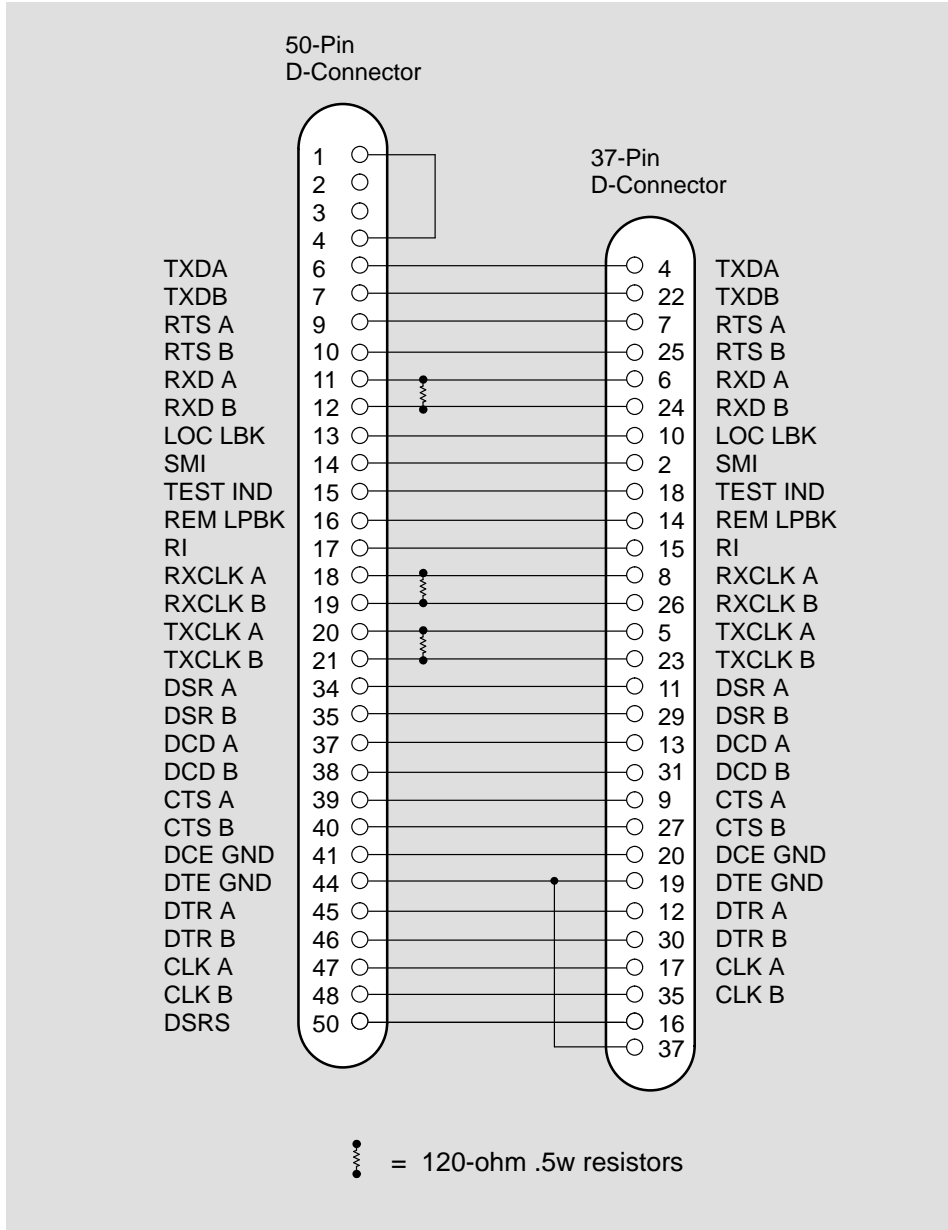 50-Pin
D-Connector
37-Pin
D-Connector
1
2
3
4
TXDA 6 4 TXDA
TXDB 7 22 TXDB
RTS A 9 7 RTS A
RTS B 10 25 RTS B
RXD A 11 6 RXD A
RXD B 12 24 RXD B
LOC LBK 13 10 LOC LBK
SMI 14 2 SMI
TEST IND 15 18 TEST IND
REM LPBK 16 14 REM LPBK
RI 17 15 RI
RXCLK A 18 8 RXCLK A
RXCLK B 19 26 RXCLK B
TXCLK A 20 5 TXCLK A
TXCLK B 21 23 TXCLK B
DSR A 34 11 DSR A
DSR B 35 29 DSR B
DCD A 37 13 DCD A
DCD B 38 31 DCD B
CTS A 39 9 CTS A
CTS B 40 27 CTS B
DCE GND 41 20 DCE GND
DTE GND 44 19 DTE GND
DTR A 45 12 DTR A
DTR B 46 30 DTR B
CLK A 47 17 CLK A
CLK B 48 35 CLK B
DSRS 50 16
37
= 120-ohm .5w resistors